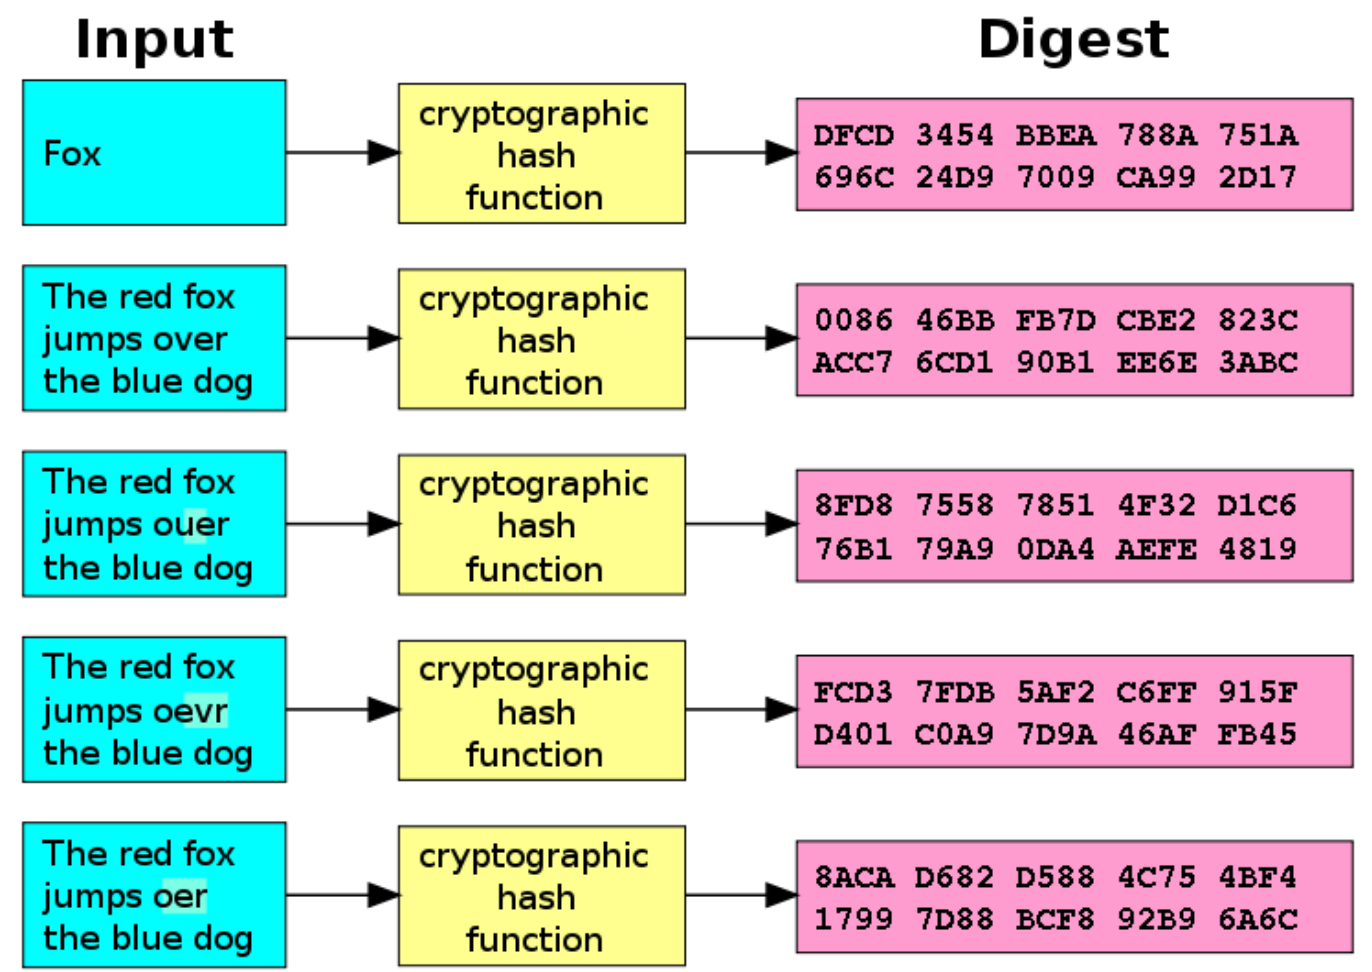 Input
Digest
Fox
cryptographic
hash
function
DFCD 3454 BBEA 788A 751A
696C 24D9 7009 CA99 2D17
The red fox
jumps over
the blue dog
cryptographic
hash
function
0086 46BB FB7D CBE2 823C
ACC7 6CD1 90B1 EE6E 3ABC
The red fox
jumps ouer
the blue dog
cryptographic
hash
function
8FD8 7558 7851 4F32 D1C6
76B1 79A9 0DA4 AEFE 4819
The red fox
jumps oevr
the blue dog
cryptographic
hash
function
FCD3 7FDB 5AF2 C6FF 915F
D401 C0A9 7D9A 46AF FB45
The red fox
jumps oer
the blue dog
cryptographic
hash
function
8ACA D682 D588 4C75 4BF4
1799 7D88 BCF8 92B9 6A6C